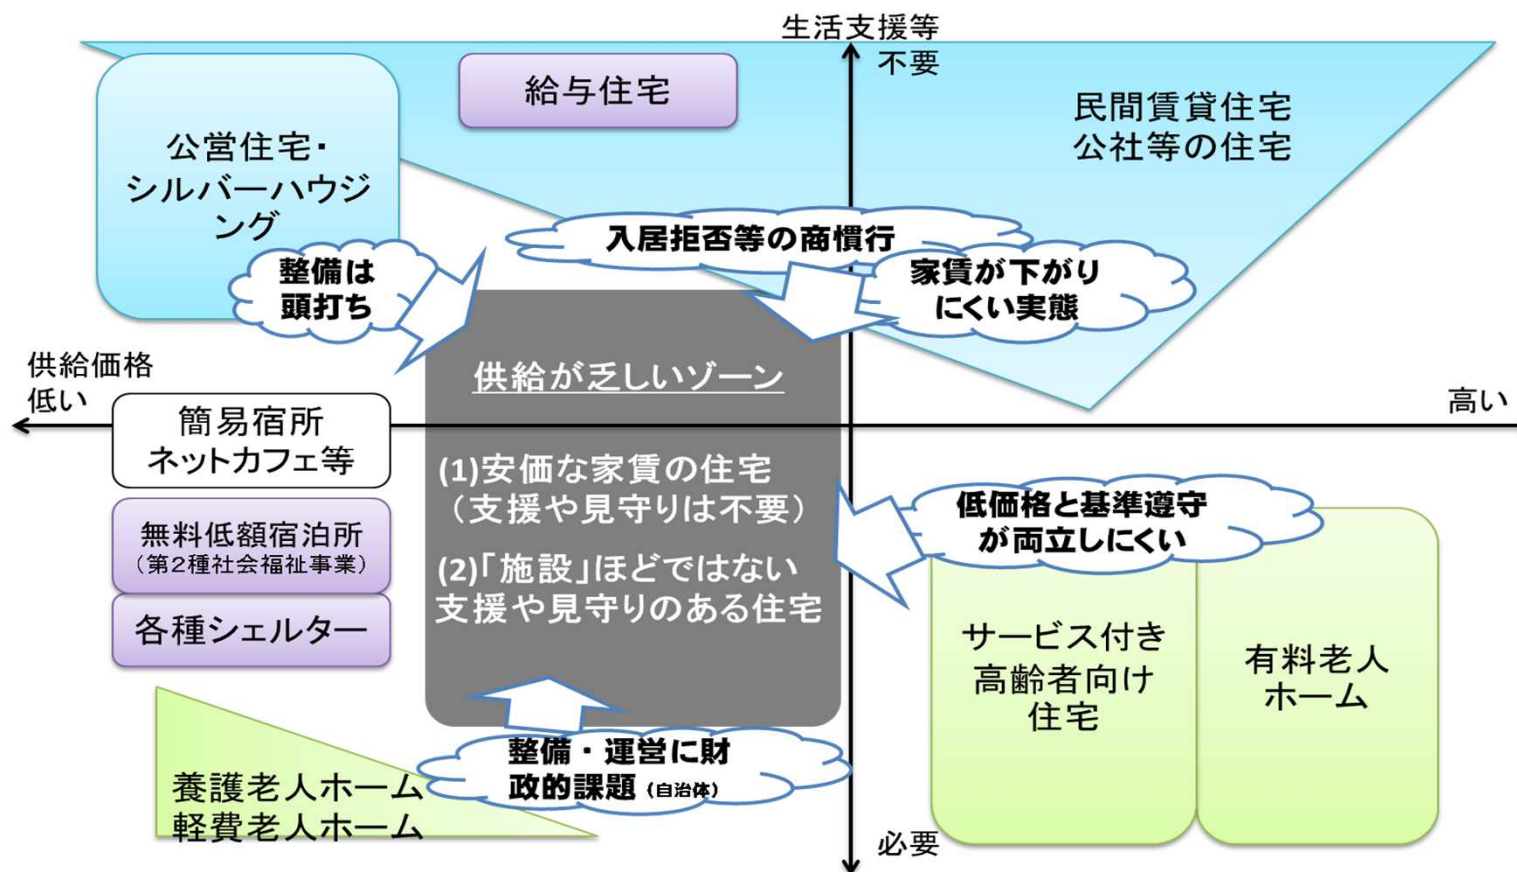 生活支援等
不要
給与住宅
民間賃貸住宅
公社等の住宅
公営住宅・
シルバーハウジ
ング
入居拒否等の商慣行
整備は
頭打ち
家賃が下がり
にくい実態
供給価格
低い
高い
供給が乏しいゾーン
簡易宿所
ネットカフェ等
(1)安価な家賃の住宅
（支援や見守りは不要）
(2)「施設」ほどではない
支援や見守りのある住宅
無料低額宿泊所
（第2種社会福祉事業）
各種シェルター
低価格と基準遵守
が両立しにくい
サービス付き
高齢者向け
住宅
有料老人
ホーム
整備・運営に財
政的課題（自治体）
養護老人ホーム
軽費老人ホーム
必要